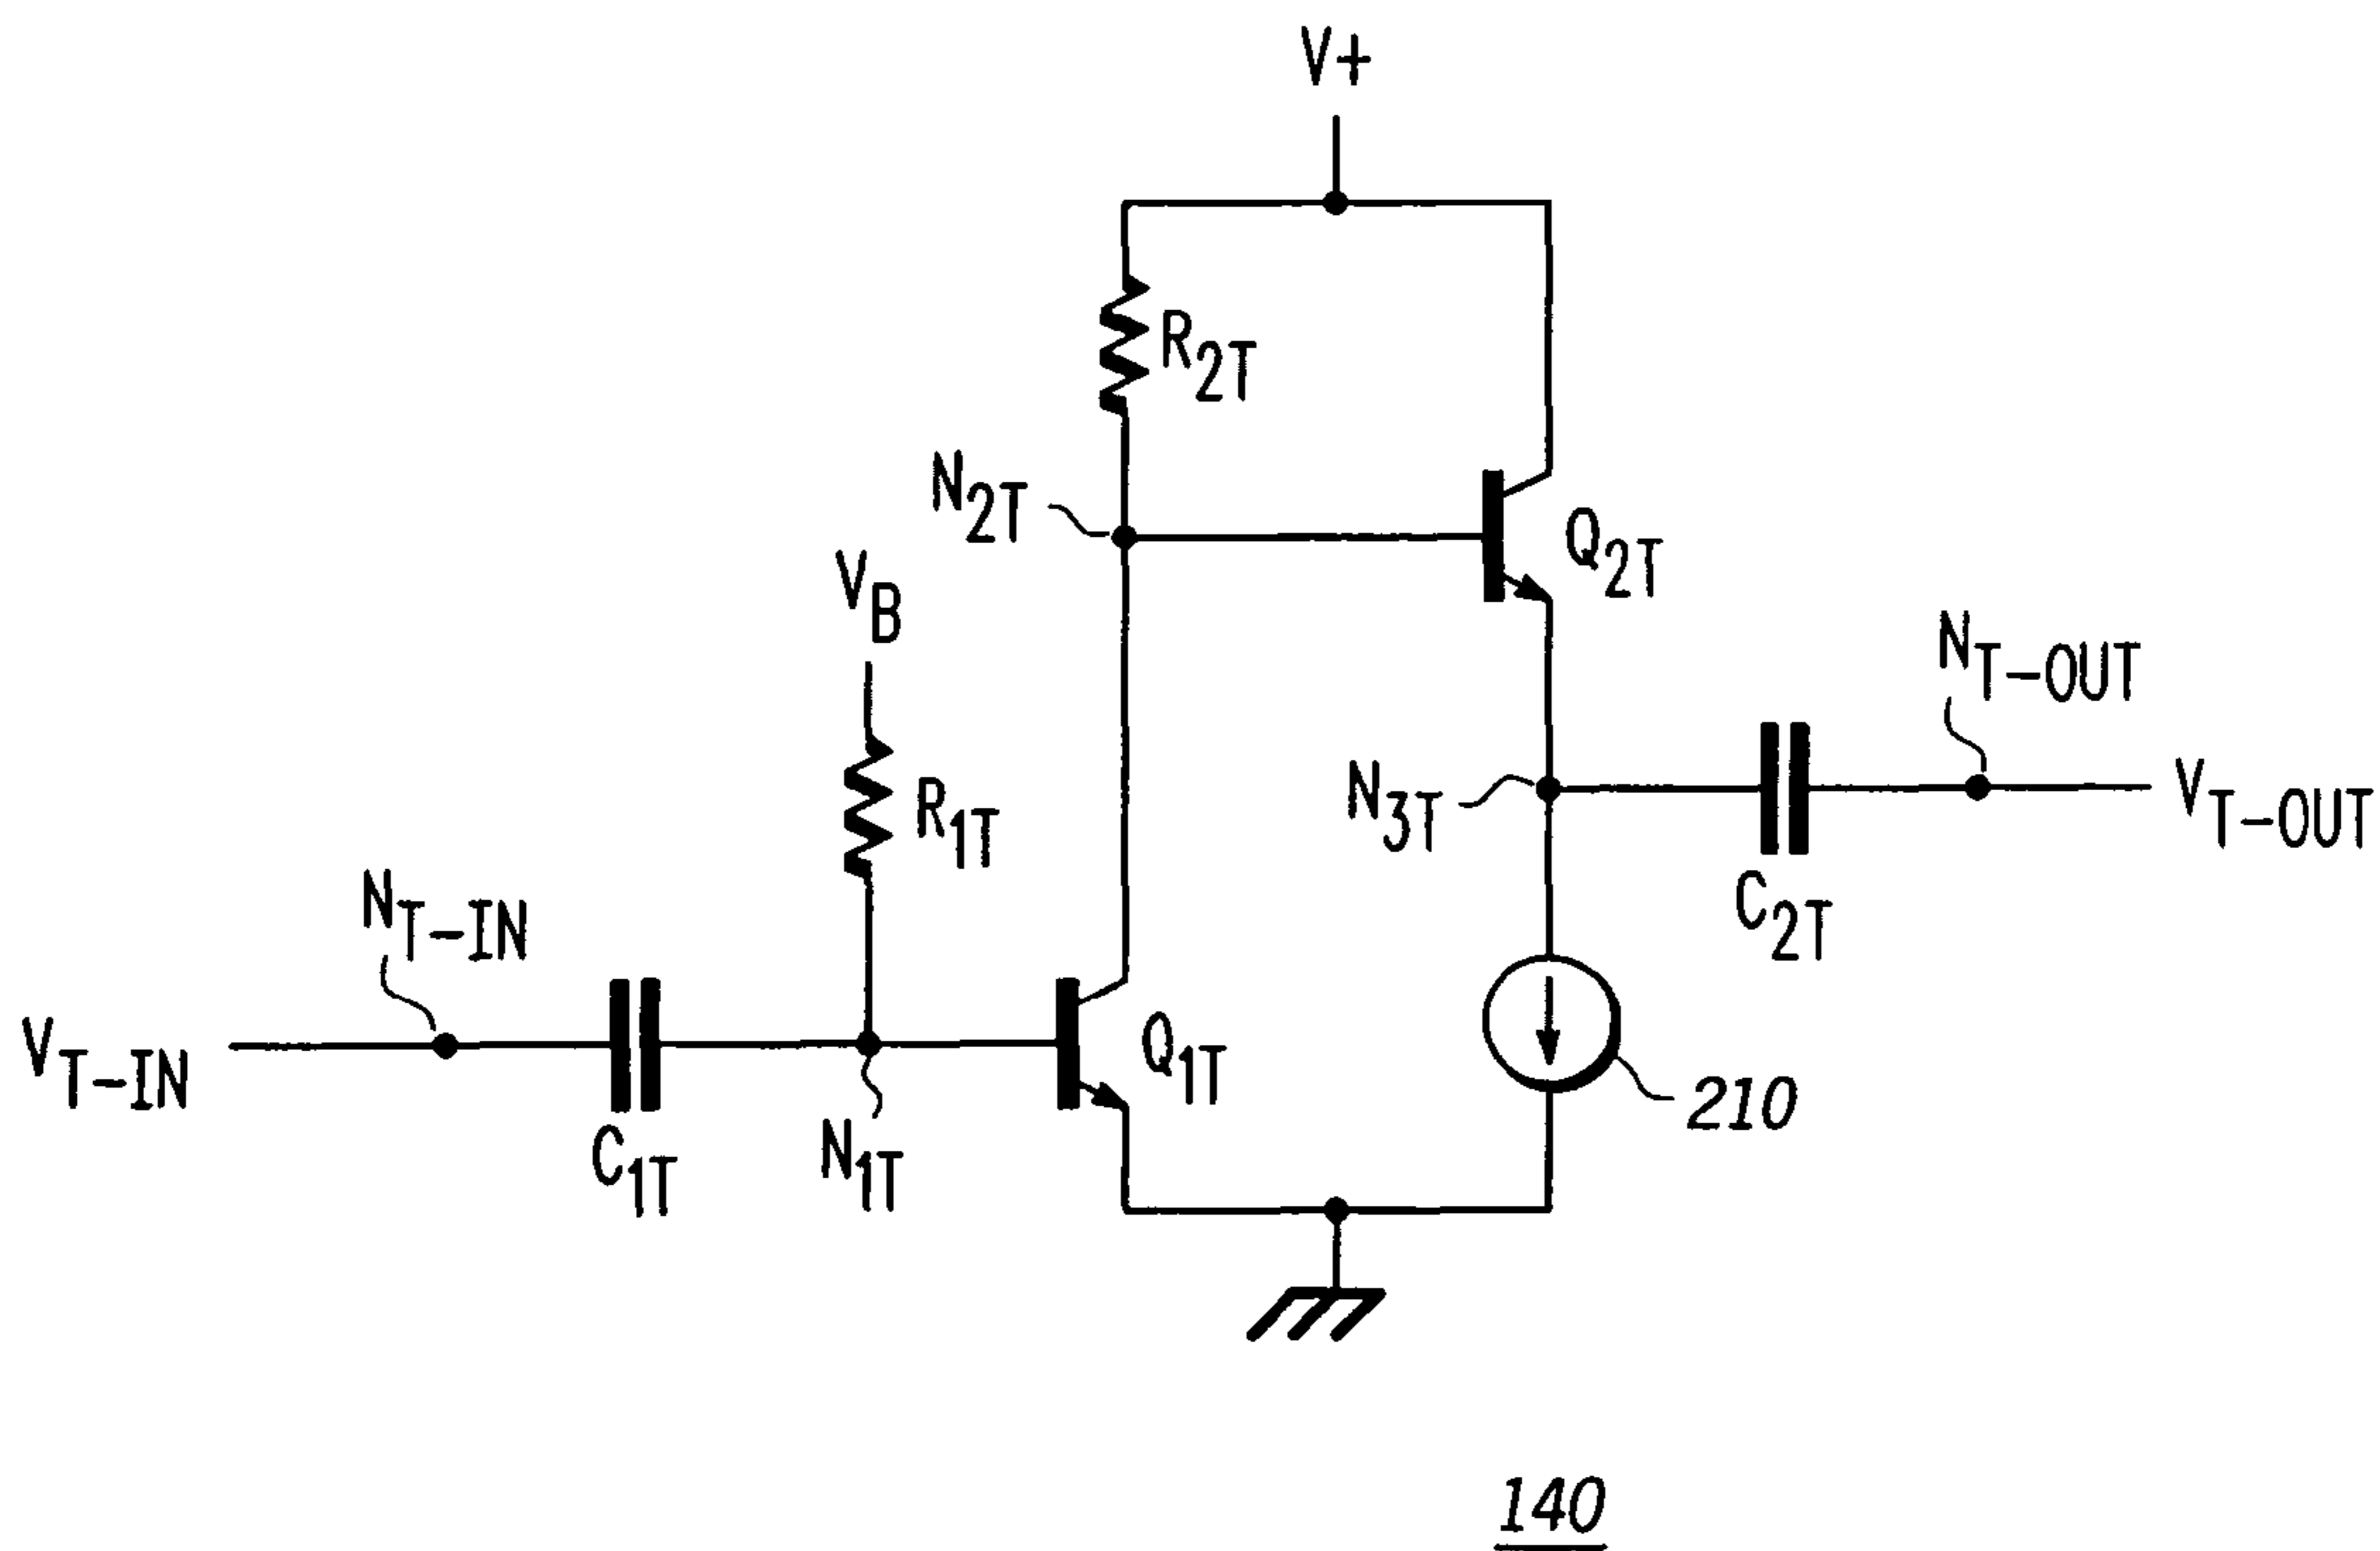 V+
R2T
N2T
Q2T
VB
NT-OUT
R1T
N3T
VT-OUT
NT-IN
C2T
VT-IN
Q1T
210
C1T
N1T
140